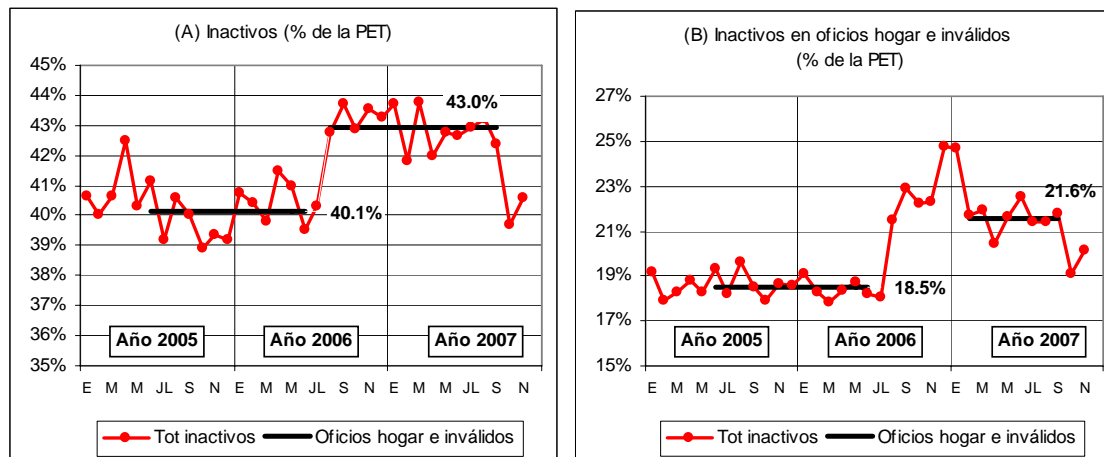 (A) Inactivos (% de la PET)
45%
44%
43%
42%
41%
40%
39%
38%
37%
36%
35%
43.0%
40.1%
Año 2005
Año 2006
Año 2007
E M M JL S N E M M JL S N E M M JL S N
Tot inactivos
Oficios hogar e inválidos
(B) Inactivos en oficios hogar e inválidos
(% de la PET)
27%
25%
23%
21%
19%
17%
15%
21.6%
18.5%
Año 2005
Año 2006
Año 2007
E M M JL S N E M M JL S N E M M JL S N
Tot inactivos
Oficios hogar e inválidos